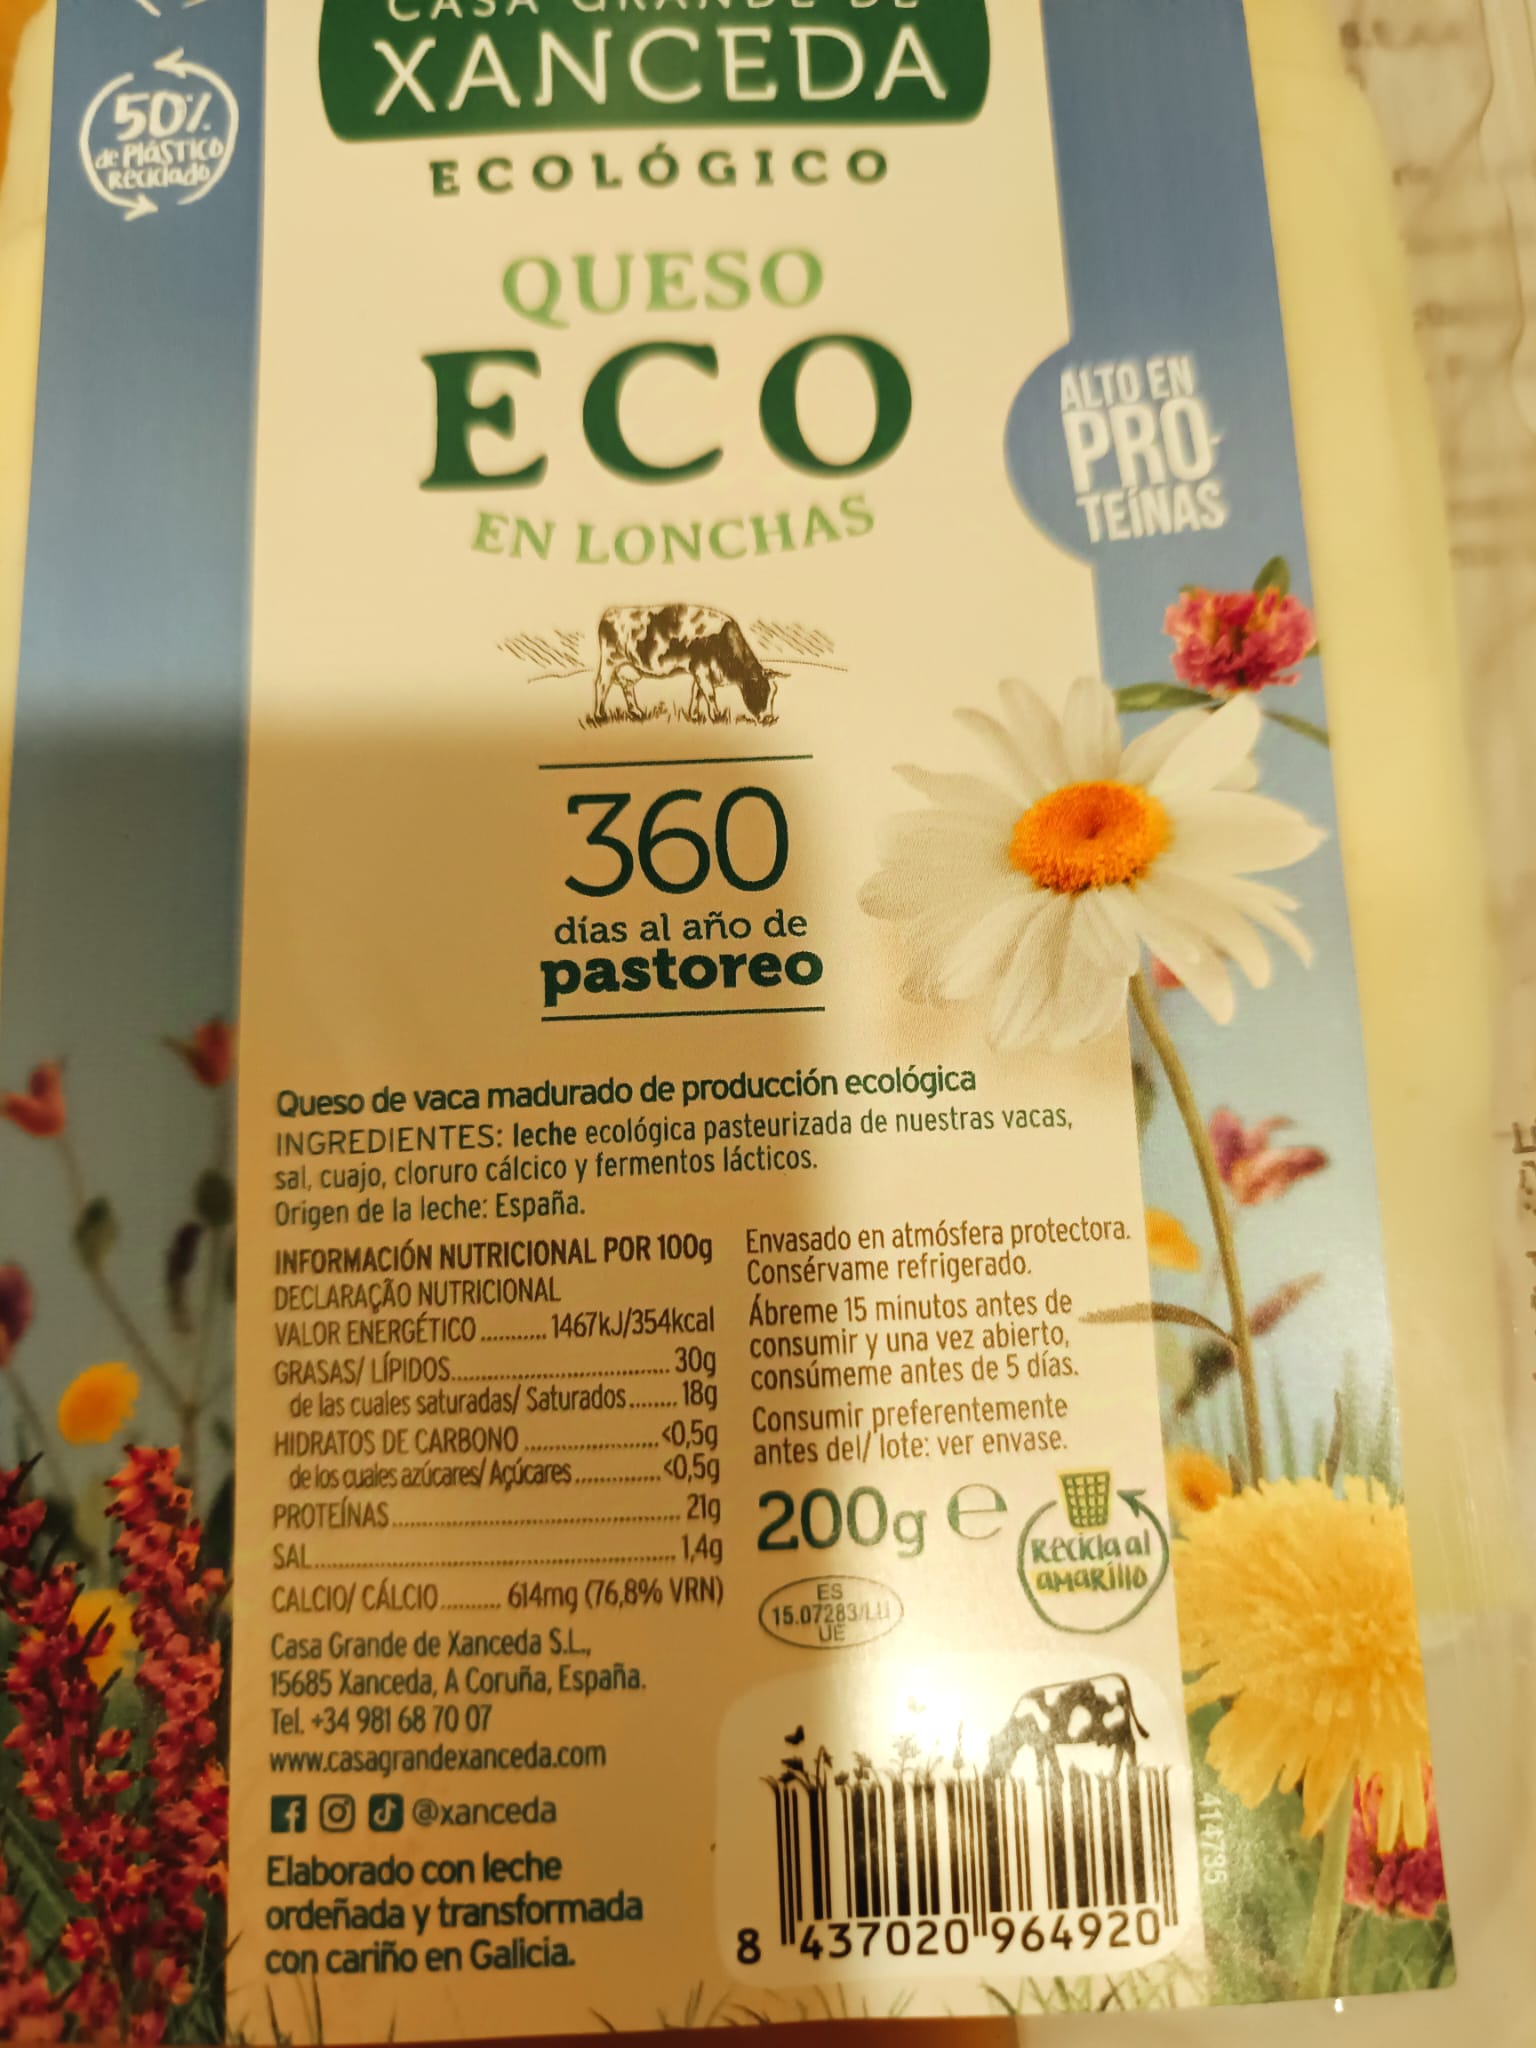 50%
de PLÁSTICO
RECICLADO
CASA GRANDE DE
XANCEDA
ECOLÓGICO
QUESO
ECO
EN LONCHAS
ALTO EN
PRO-
TEÍNAS
360
días al año de
pastoreo
Queso de vaca madurado de producción ecológica
INGREDIENTES: leche ecológica pasteurizada de nuestras vacas,
sal, cuajo, cloruro cálcico y fermentos lácticos.
Origen de la leche: España.
INFORMACIÓN NUTRICIONAL POR 100g
DECLARAÇÃO NUTRICIONAL
VALOR ENERGÉTICO........... 1467kJ/354kcal
GRASAS/ LÍPIDOS............................. 30g
de las cuales saturadas/ Saturados........ 18g
HIDRATOS DE CARBONO .................. <0,5g
de los cuales azúcares/ Açúcares.............. <0,5g
PROTEÍNAS...................................... 21g
SAL................................................ 1,4g
CALCIO/ CÁLCIO.......... 614mg (76,8% VRN)
Casa Grande de Xanceda S.L.,
15685 Xanceda, A Coruña, España.
Tel. +34 981 68 70 07
www.casagrandexanceda.com
@xanceda
Elaborado con leche
ordeñada y transformada
con cariño en Galicia.
Envasado en atmósfera protectora.
Consérvame refrigerado.
Ábreme 15 minutos antes de
consumir y una vez abierto,
consúmeme antes de 5 días.
Consumir preferentemente
antes del/ lote: ver envase.
200g e
RECICLA al
AMARILLO
ES
15.07283/LU
UE
414735
8 437020 964920